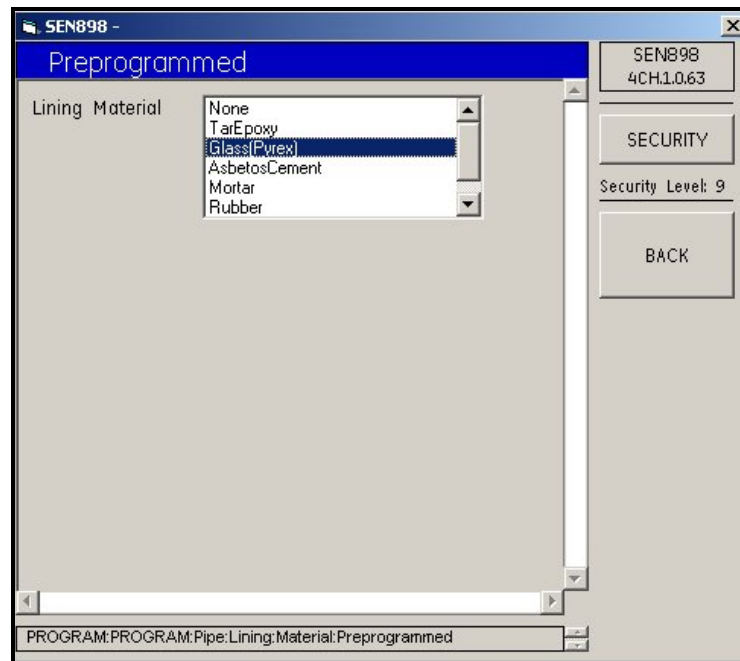 SEN898 -
Preprogrammed
SEN898
4CH.1.0.63
Lining Material
None
TarEpoxy
Glass(Pyrex)
AsbetosCement
Mortar
Rubber
SECURITY
Security Level: 9
BACK
PROGRAM:PROGRAM:Pipe:Lining:Material:Preprogrammed